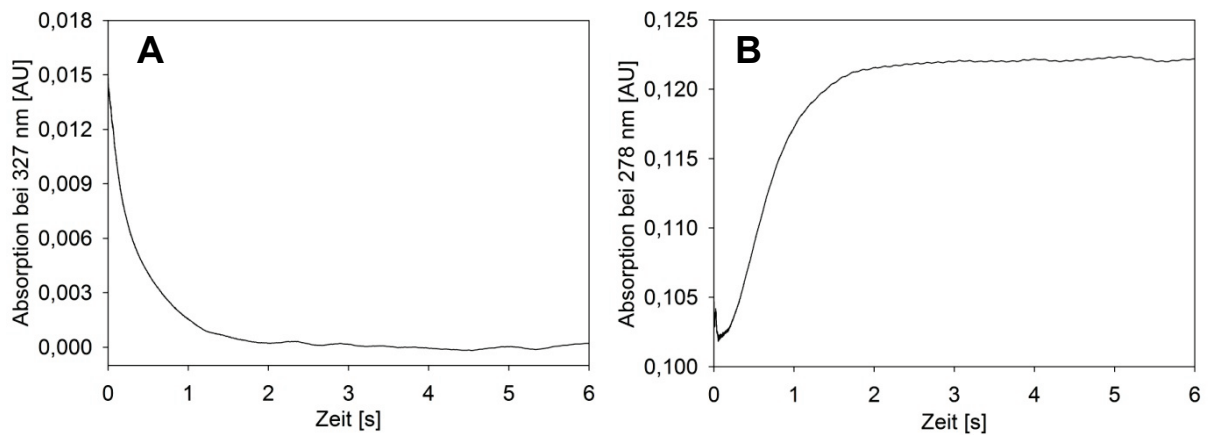 A
Absorption bei 327 nm [AU]
0,018
0,015
0,012
0,009
0,006
0,003
0,000
0 1 2 3 4 5 6
Zeit [s]
B
Absorption bei 278 nm [AU]
0,125
0,120
0,115
0,110
0,105
0,100
0 1 2 3 4 5 6
Zeit [s]